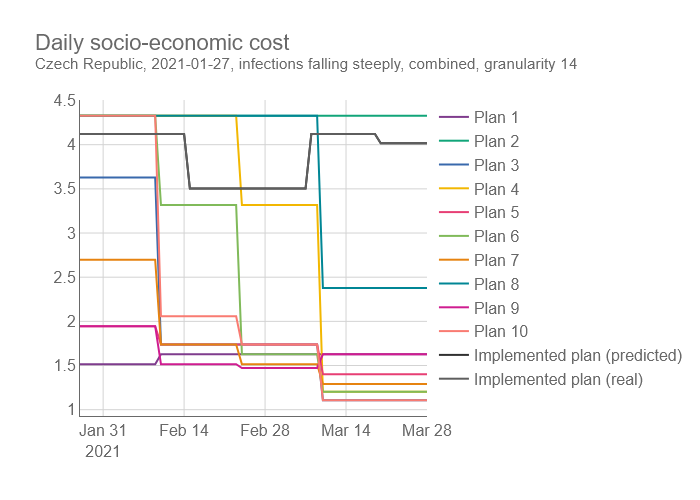 Daily socio-economic cost
Czech Republic, 2021-01-27, infections falling steeply, combined, granularity 14
4.5
4
3.5
3
2.5
2
1.5
1
Jan 31
2021
Feb 14
Feb 28
Mar 14
Mar 28
Plan 1
Plan 2
Plan 3
Plan 4
Plan 5
Plan 6
Plan 7
Plan 8
Plan 9
Plan 10
Implemented plan (predicted)
Implemented plan (real)